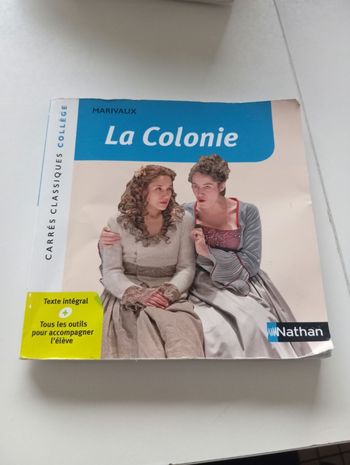 MARIVAUX
La Colonie
CARRÉS CLASSIQUES COLLÈGE
Texte intégral
+
Tous les outils
pour accompagner
l'élève
Nathan